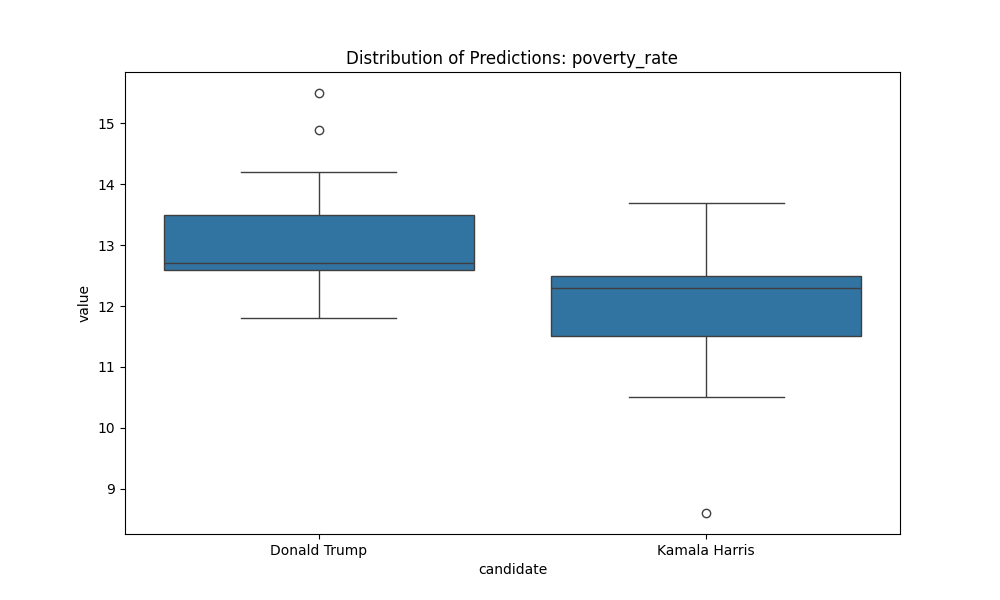 Distribution of Predictions: poverty_rate
15
14
13
12
11
10
9
value
Donald Trump
Kamala Harris
candidate